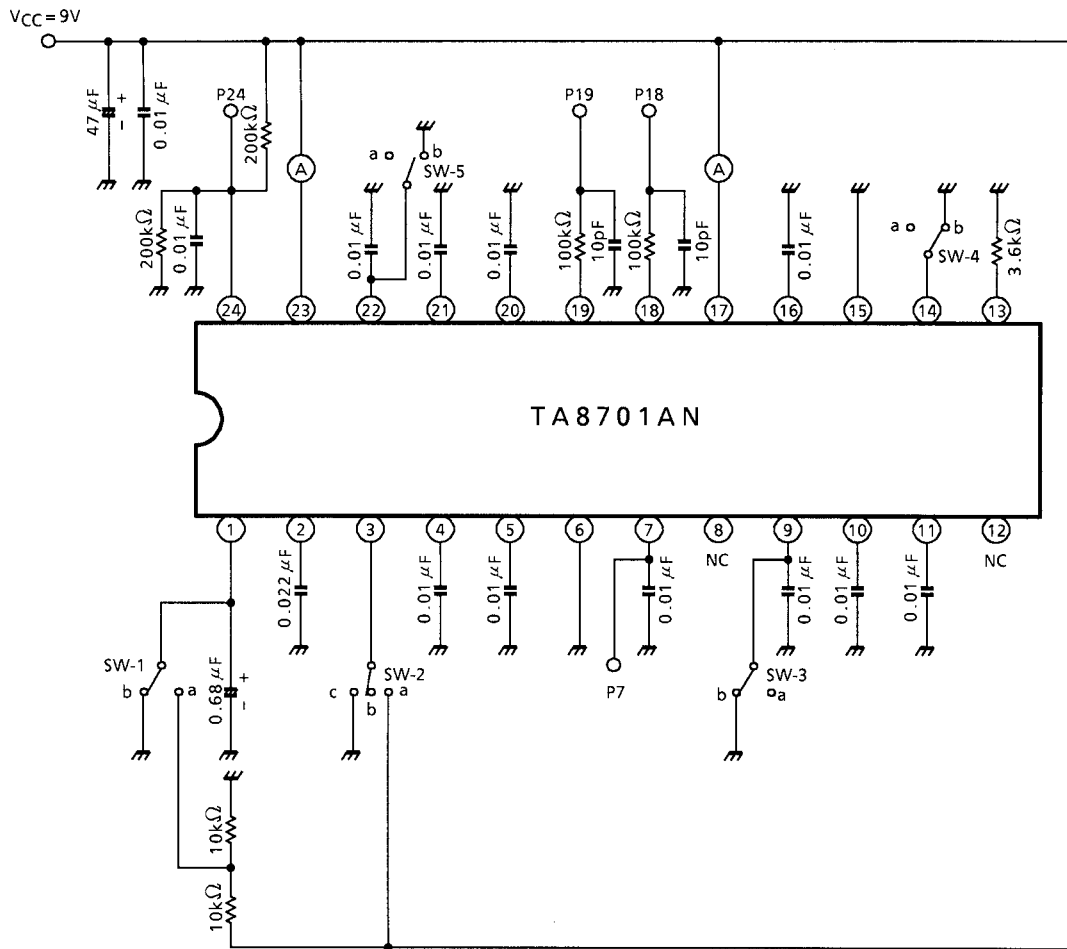 VCC=9V
47 μF
+
−
0.01 μF
P24
200kΩ
A
200kΩ
0.01 μF
a
b
SW-5
0.01 μF
0.01 μF
0.01 μF
P19
P18
100kΩ
10pF
100kΩ
10pF
A
0.01 μF
a
b
SW-4
3.6kΩ
24
23
22
21
20
19
18
17
16
15
14
13
TA8701AN
1
2
3
4
5
6
7
8
9
10
11
12
NC
NC
0.022 μF
0.01 μF
0.01 μF
0.01 μF
0.01 μF
0.01 μF
0.01 μF
SW-1
b
a
0.68 μF
+
−
SW-2
c
b
a
P7
SW-3
b
a
10kΩ
10kΩ